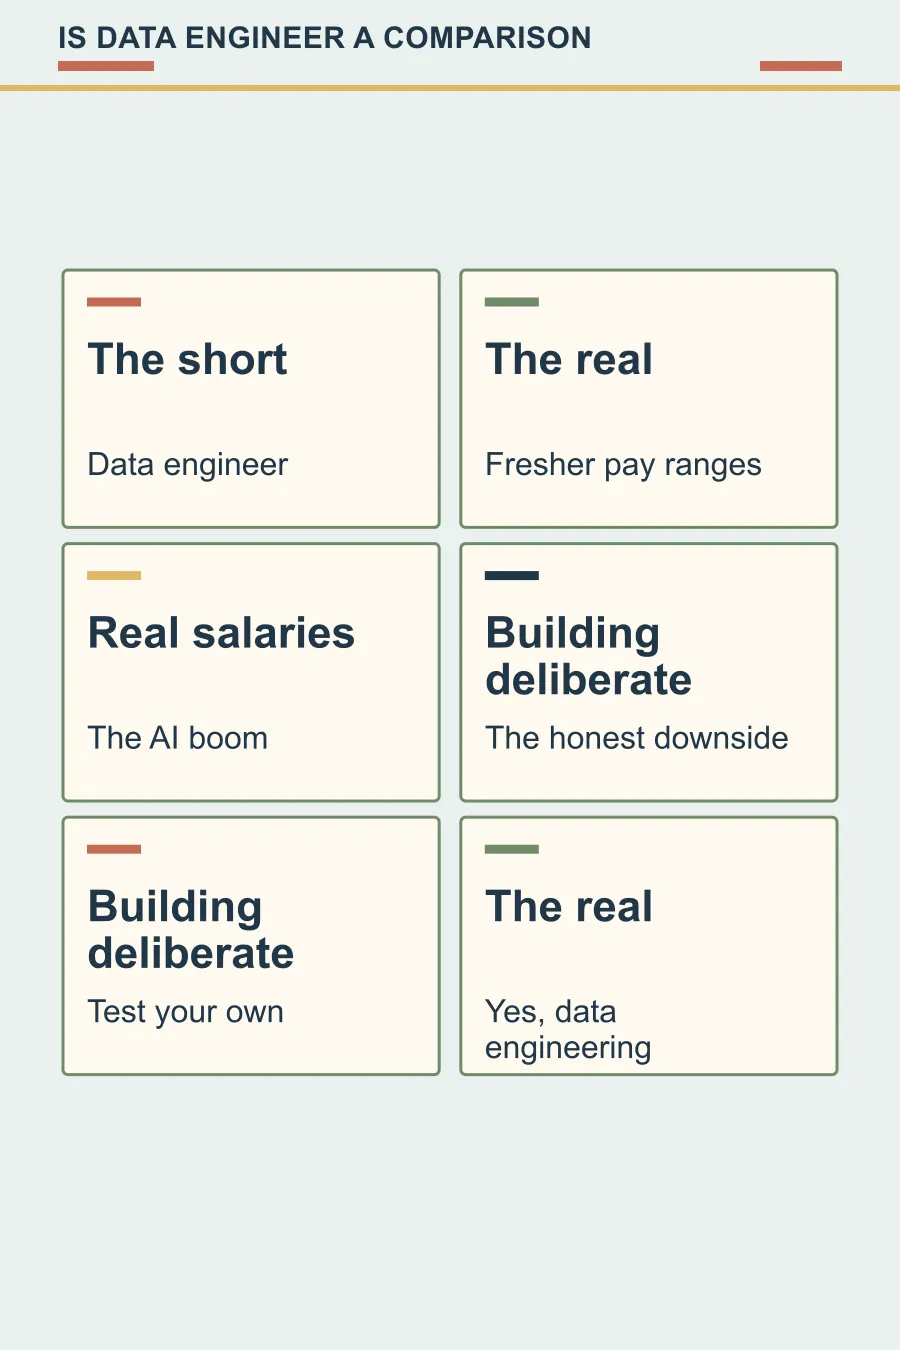 IS DATA ENGINEER A COMPARISON
The short
Data engineer
The real
Fresher pay ranges
Real salaries
The AI boom
Building
deliberate
The honest downside
Building
deliberate
Test your own
The real
Yes, data
engineering